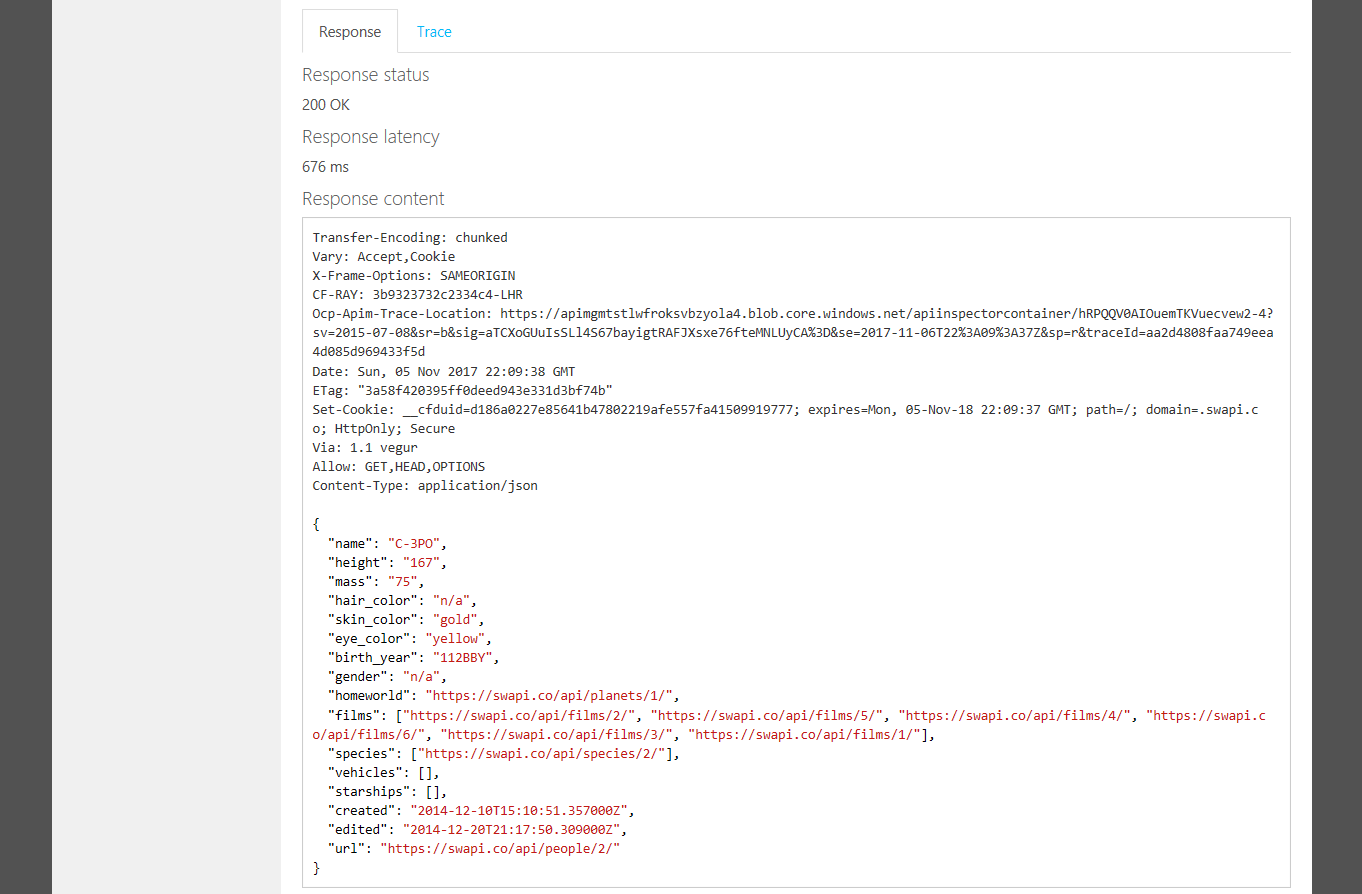 Response Trace
Response status
200 OK
Response latency
676 ms
Response content
Transfer-Encoding: chunked
Vary: Accept,Cookie
X-Frame-Options: SAMEORIGIN
CF-RAY: 3b9323732c2334c4-LHR
Ocp-Apim-Trace-Location: https://apimgmtstlwfroksvbzyola4.blob.core.windows.net/apiinspectorcontainer/hRPQQV0AIOuemTKVuecvew2-4?
sv=2015-07-08&sr=b&sig=aTCXoGUuIsSLl4S67bayigtRAFJXsxe76fteMNLUyCA%3D&se=2017-11-06T22%3A09%3A37Z&sp=r&traceId=aa2d4808faa749eea
4d085d969433f5d
Date: Sun, 05 Nov 2017 22:09:38 GMT
ETag: "3a58f420395ff0deed943e331d3bf74b"
Set-Cookie: __cfduid=d186a0227e85641b47802219afe557fa41509919777; expires=Mon, 05-Nov-18 22:09:37 GMT; path=/; domain=.swapi.c
o; HttpOnly; Secure
Via: 1.1 vegur
Allow: GET,HEAD,OPTIONS
Content-Type: application/json
{
  "name": "C-3PO",
  "height": "167",
  "mass": "75",
  "hair_color": "n/a",
  "skin_color": "gold",
  "eye_color": "yellow",
  "birth_year": "112BBY",
  "gender": "n/a",
  "homeworld": "https://swapi.co/api/planets/1/",
  "films": ["https://swapi.co/api/films/2/", "https://swapi.co/api/films/5/", "https://swapi.co/api/films/4/", "https://swapi.c
o/api/films/6/", "https://swapi.co/api/films/3/", "https://swapi.co/api/films/1/"],
  "species": ["https://swapi.co/api/species/2/"],
  "vehicles": [],
  "starships": [],
  "created": "2014-12-10T15:10:51.357000Z",
  "edited": "2014-12-20T21:17:50.309000Z",
  "url": "https://swapi.co/api/people/2/"
}